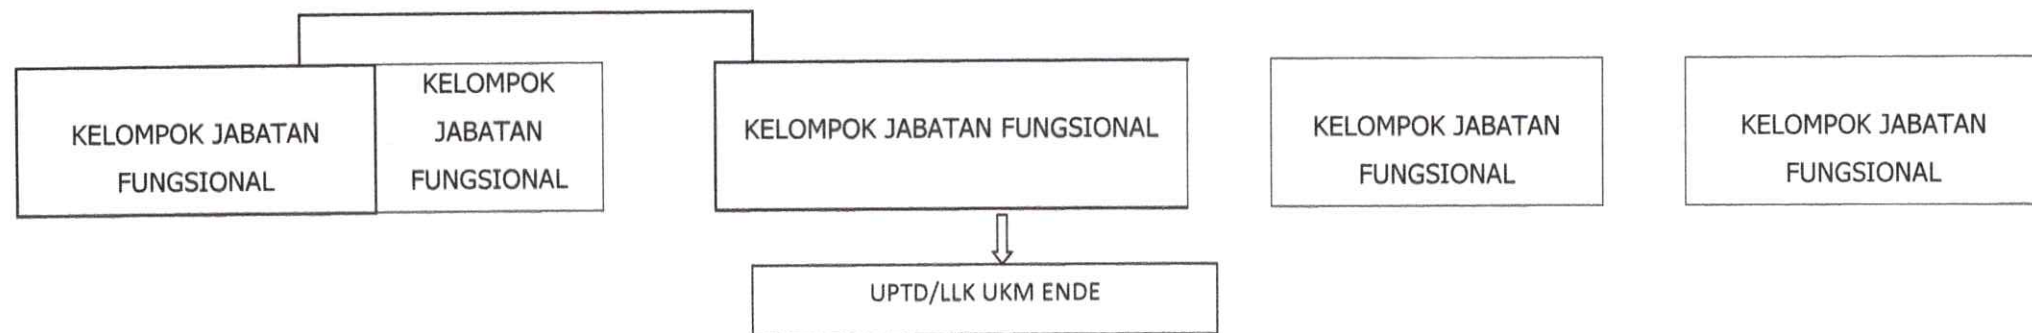 KELOMPOK JABATAN
FUNGSIONAL
KELOMPOK
JABATAN
FUNGSIONAL
KELOMPOK JABATAN FUNGSIONAL
KELOMPOK JABATAN
FUNGSIONAL
KELOMPOK JABATAN
FUNGSIONAL
UPTD/LLK UKM ENDE